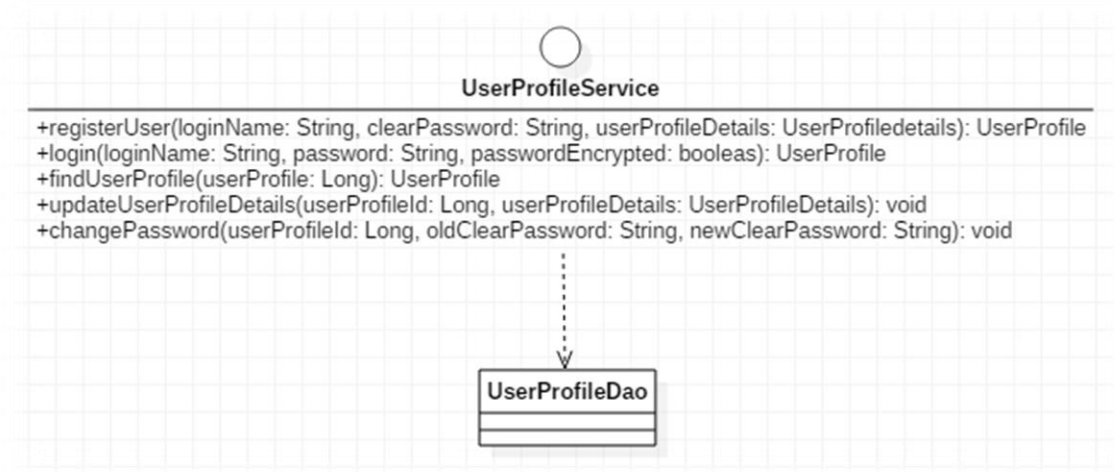 UserProfileService
+registerUser(loginName: String, clearPassword: String, userProfileDetails: UserProfiledetails): UserProfile
+login(loginName: String, password: String, passwordEncrypted: booleas): UserProfile
+findUserProfile(userProfile: Long): UserProfile
+updateUserProfileDetails(userProfileId: Long, userProfileDetails: UserProfileDetails): void
+changePassword(userProfileId: Long, oldClearPassword: String, newClearPassword: String): void
UserProfileDao